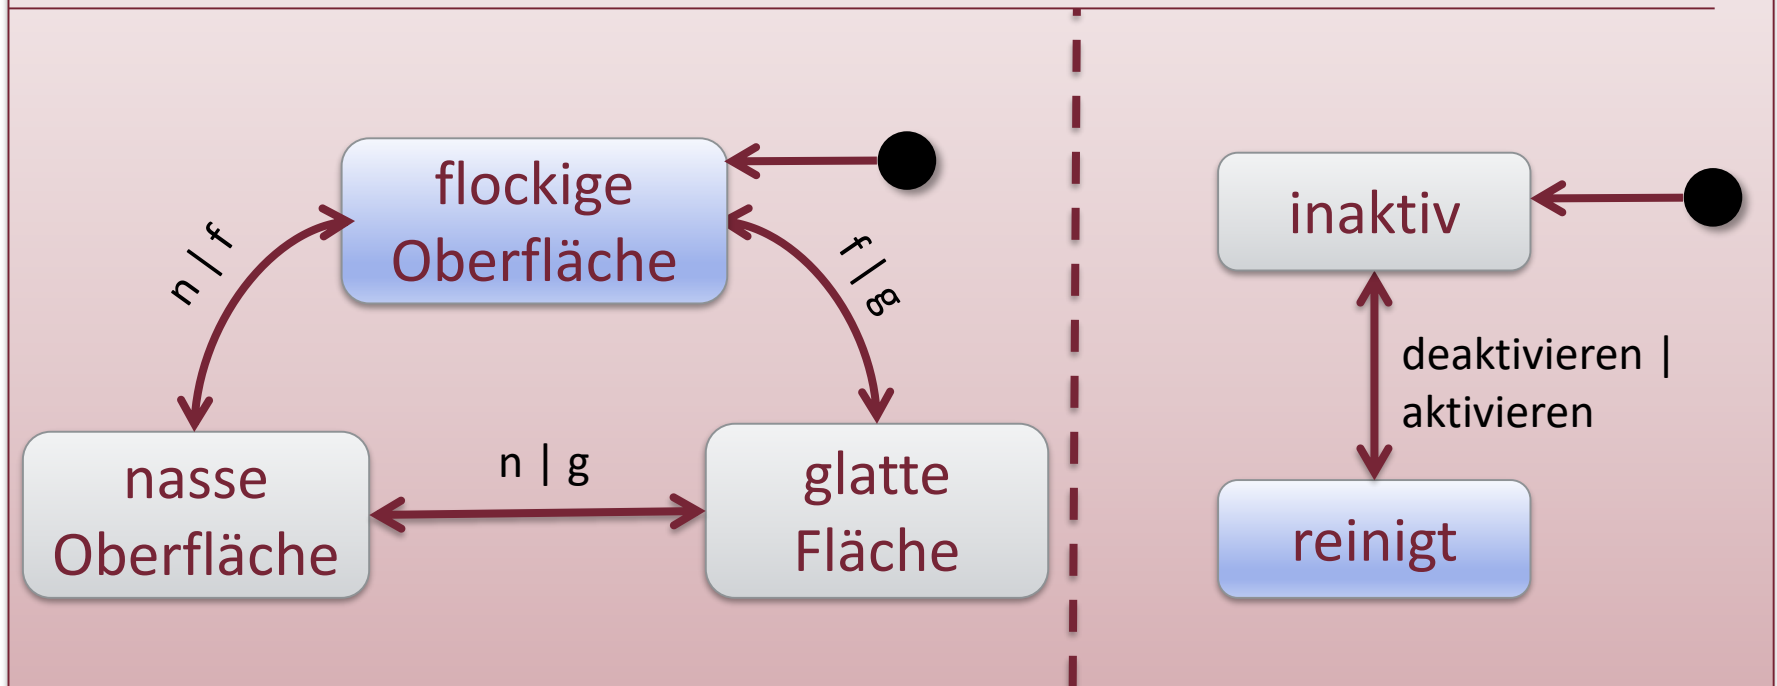 flockige
Oberfläche
n | f
f | g
nasse
Oberfläche
n | g
glatte
Fläche
inaktiv
deaktivieren |
aktivieren
reinigt